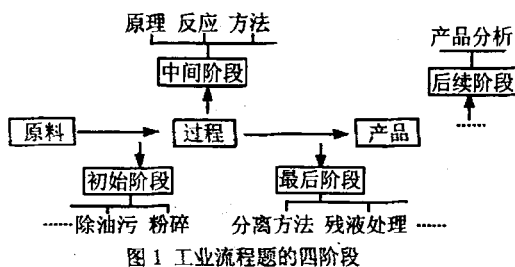 原理 反应 方法
产品分析
中间阶段
后续阶段
原料
过程
产品
……
初始阶段
最后阶段
……除油污 粉碎
分离方法 残液处理 ……
图1 工业流程题的四阶段